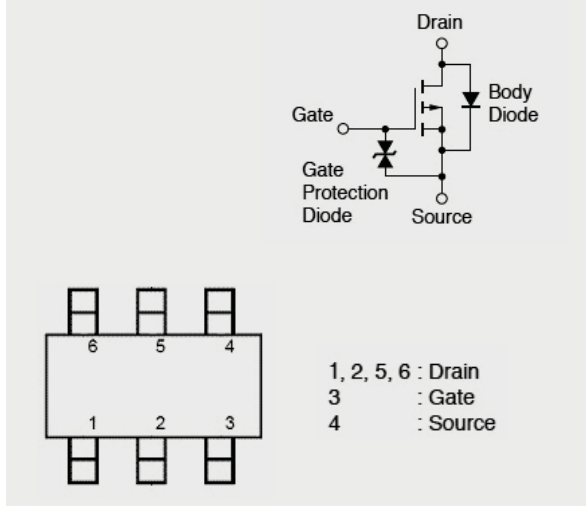 Drain
Body
Diode
Gate
Gate
Protection
Diode
Source
6 5 4
1 2 3
1, 2, 5, 6 : Drain
3 : Gate
4 : Source